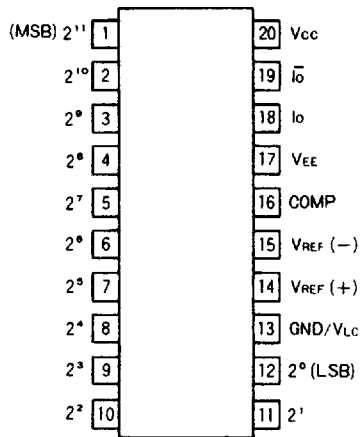 (MSB) 2¹¹ 1 20 Vcc
2¹⁰ 2 19 I̅o̅
2⁹ 3 18 Io
2⁸ 4 17 VEE
2⁷ 5 16 COMP
2⁶ 6 15 VREF (−)
2⁵ 7 14 VREF (+)
2⁴ 8 13 GND/VLC
2³ 9 12 2⁰ (LSB)
2² 10 11 2¹